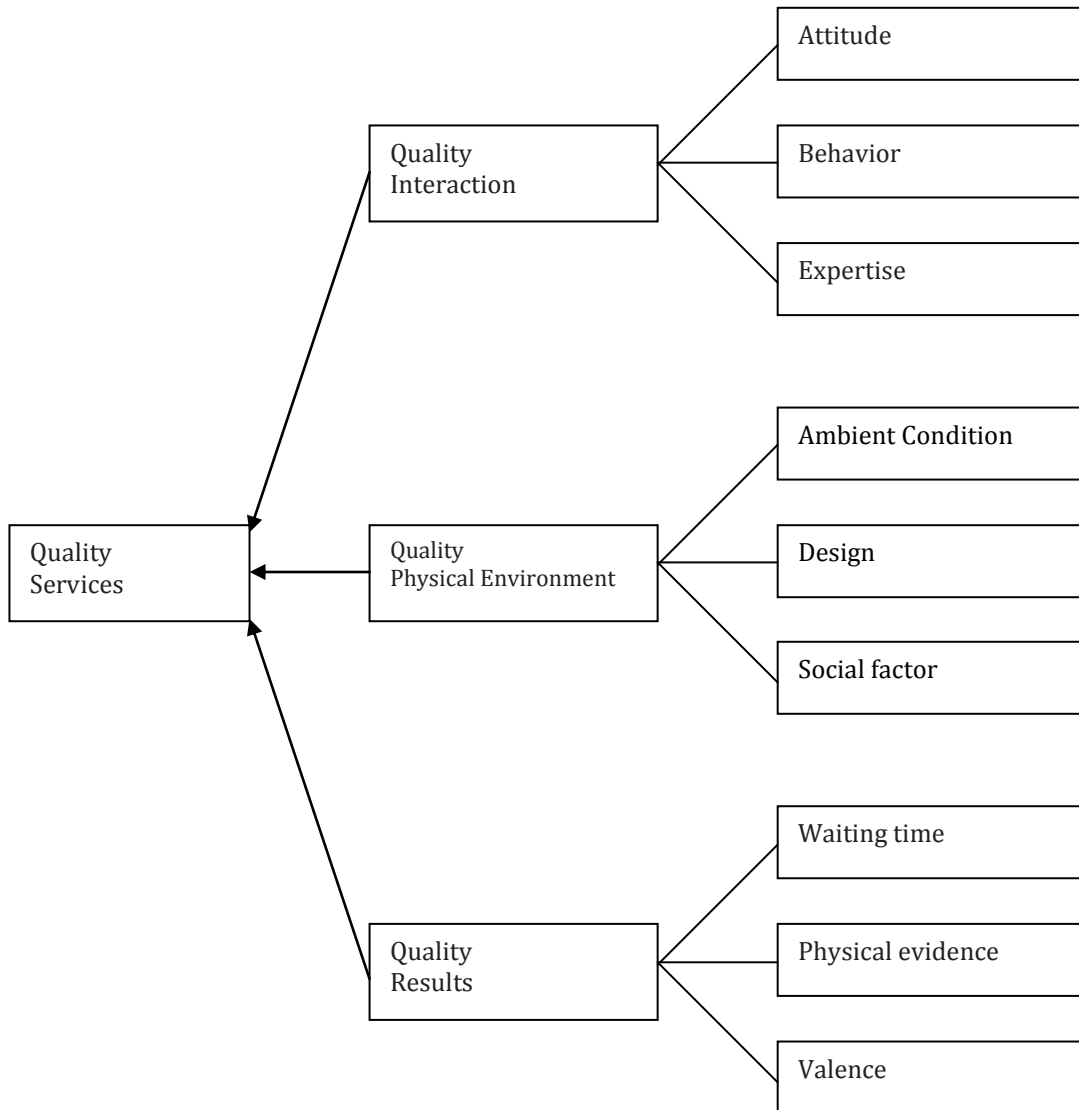 Attitude
Quality
Interaction
Behavior
Expertise
Ambient Condition
Quality
Services
Quality
Physical Environment
Design
Social factor
Waiting time
Quality
Results
Physical evidence
Valence